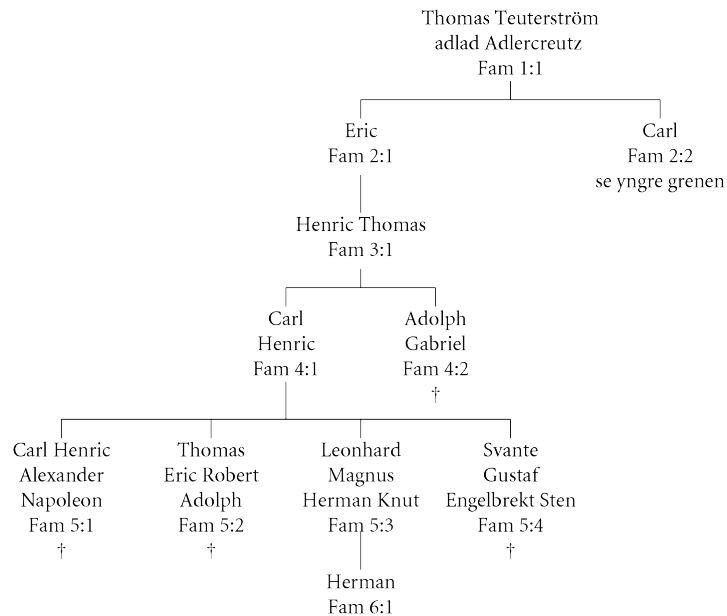 Thomas Teuterström
adlad Adlercreutz
Fam 1:1
Eric
Fam 2:1
Carl
Fam 2:2
se yngre grenen
Henric Thomas
Fam 3:1
Carl
Henric
Fam 4:1
Adolph
Gabriel
Fam 4:2
†
Carl Henric
Alexander
Napoleon
Fam 5:1
†
Thomas
Eric Robert
Adolph
Fam 5:2
†
Leonhard
Magnus
Herman Knut
Fam 5:3
Svante
Gustaf
Engelbrekt Sten
Fam 5:4
†
Herman
Fam 6:1